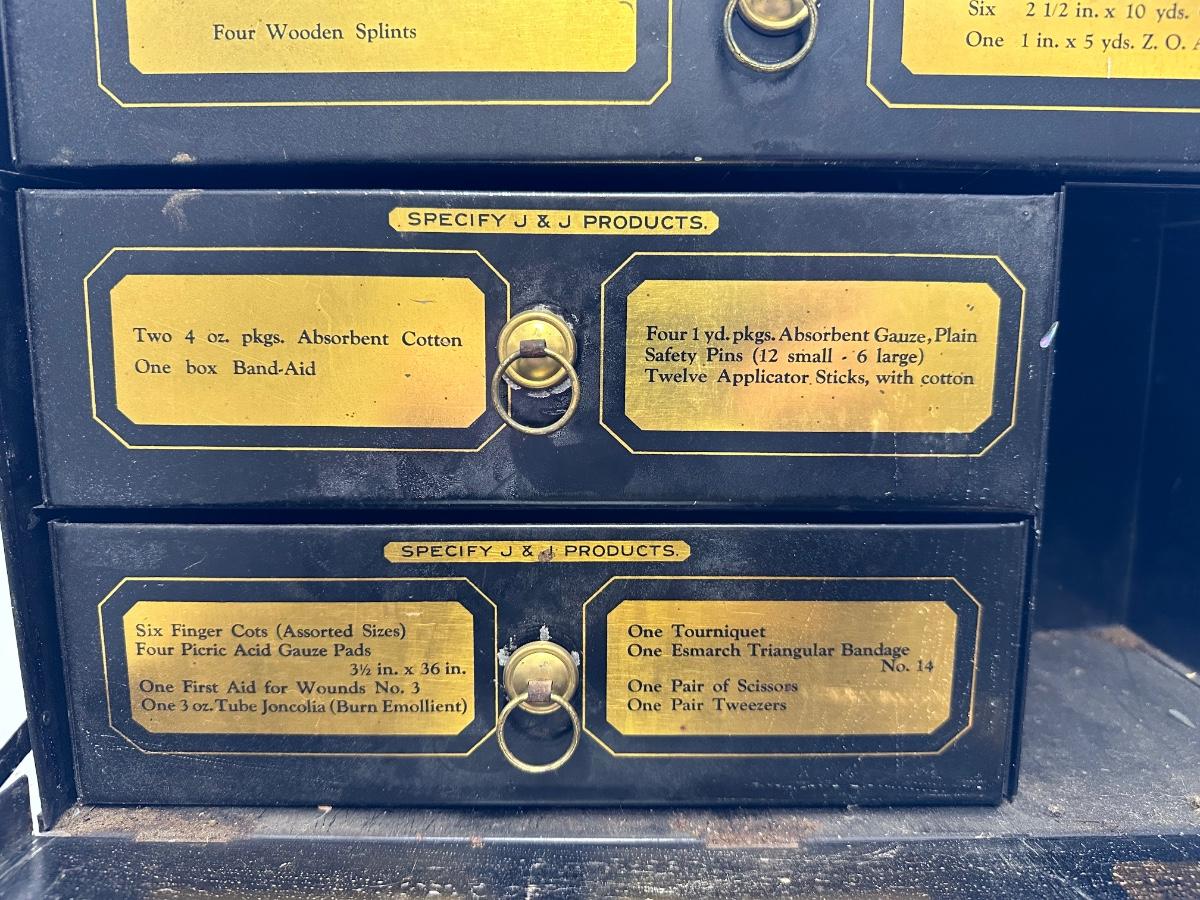 Four Wooden Splints
Six 2 1/2 in. x 10 yds.
One 1 in. x 5 yds. Z. O.
SPECIFY J & J PRODUCTS.
Two 4 oz. pkgs. Absorbent Cotton
One box Band-Aid
Four 1 yd. pkgs. Absorbent Gauze, Plain
Safety Pins (12 small - 6 large)
Twelve Applicator Sticks, with cotton
SPECIFY J & J PRODUCTS.
Six Finger Cots (Assorted Sizes)
Four Picric Acid Gauze Pads
3½ in. x 36 in.
One First Aid for Wounds No. 3
One 3 oz. Tube Joncolia (Burn Emollient)
One Tourniquet
One Esmarch Triangular Bandage
No. 14
One Pair of Scissors
One Pair Tweezers